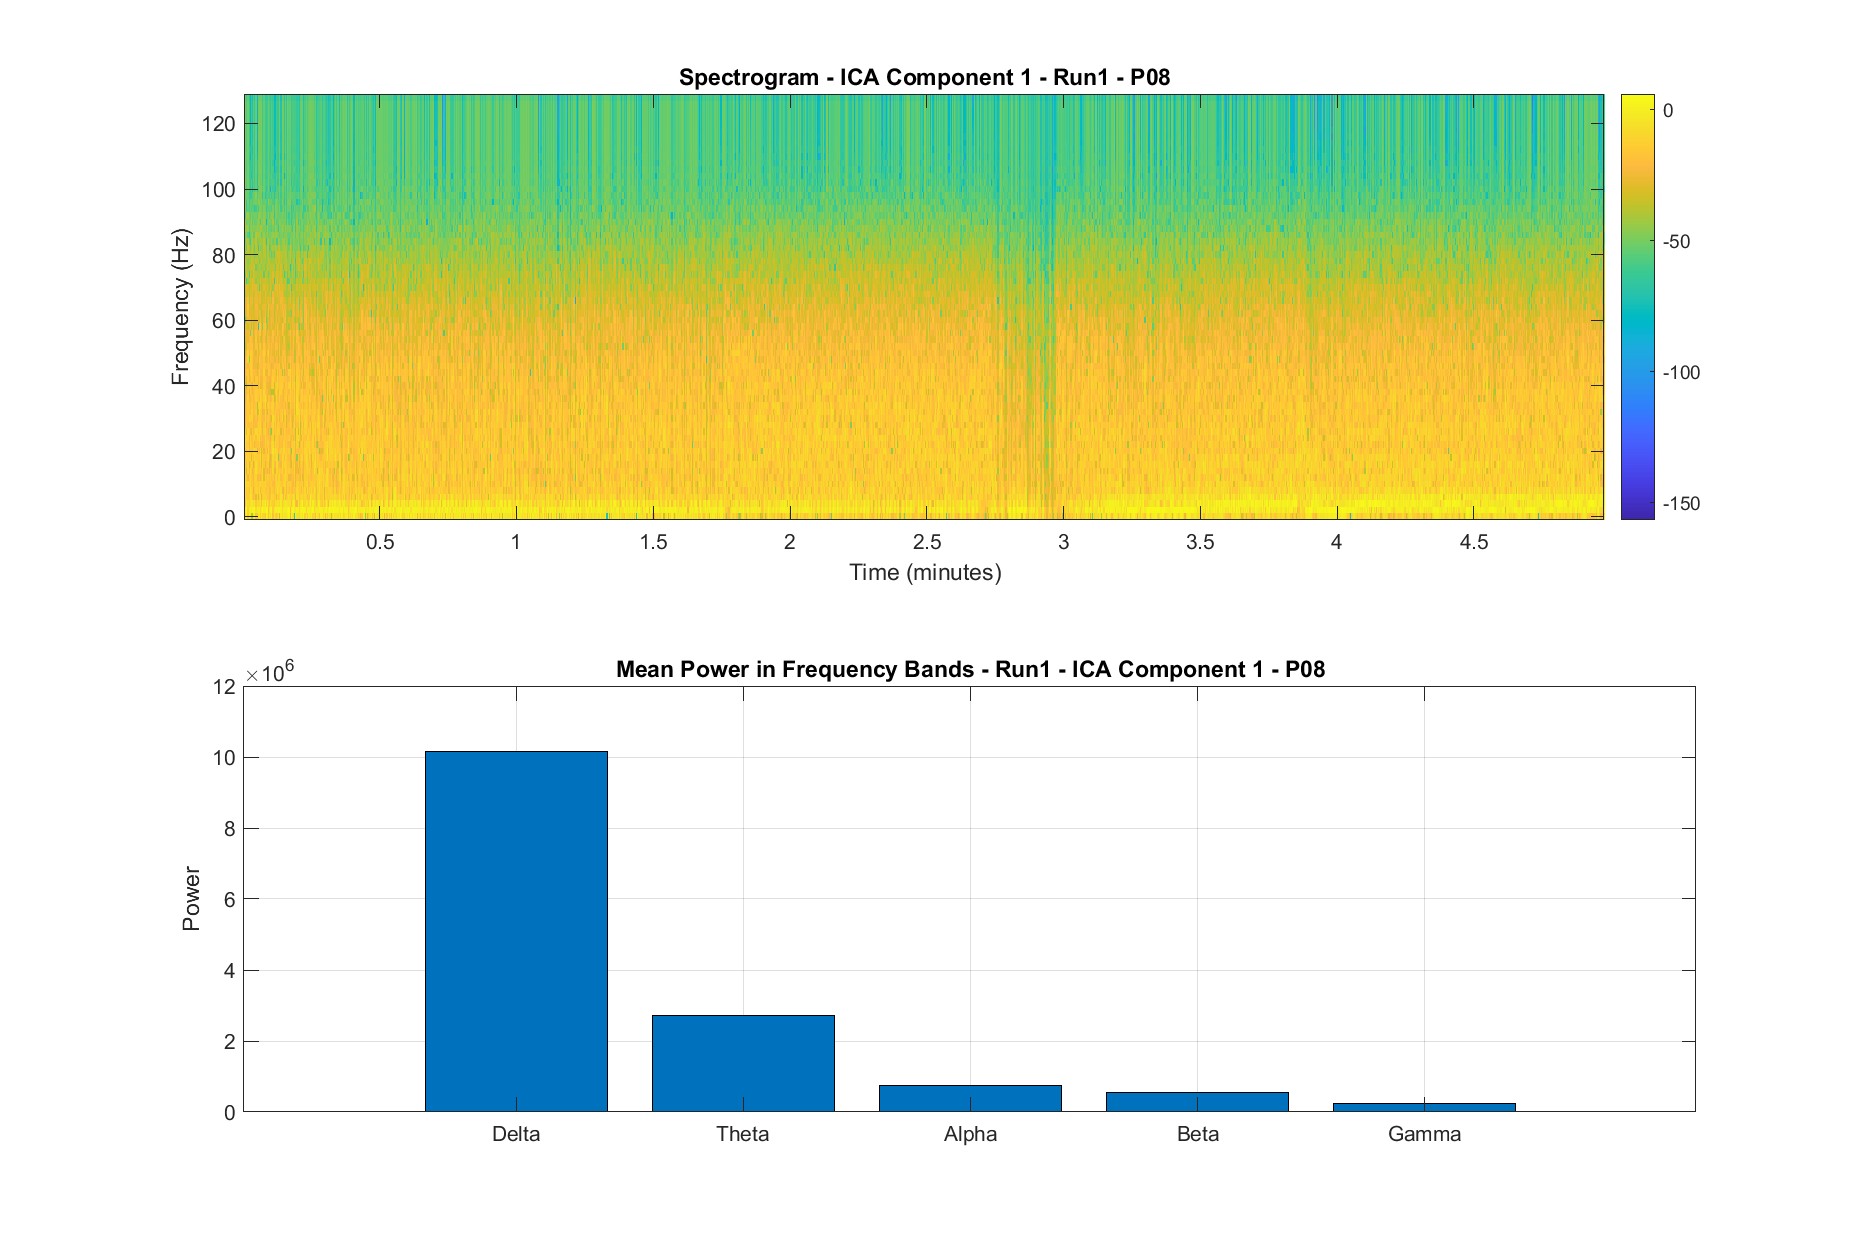 Spectrogram - ICA Component 1 - Run1 - P08
Frequency (Hz)
120
100
80
60
40
20
0
0.5 1 1.5 2 2.5 3 3.5 4 4.5
Time (minutes)
0
-50
-100
-150
Mean Power in Frequency Bands - Run1 - ICA Component 1 - P08
×10⁶
Power
12
10
8
6
4
2
0
Delta Theta Alpha Beta Gamma